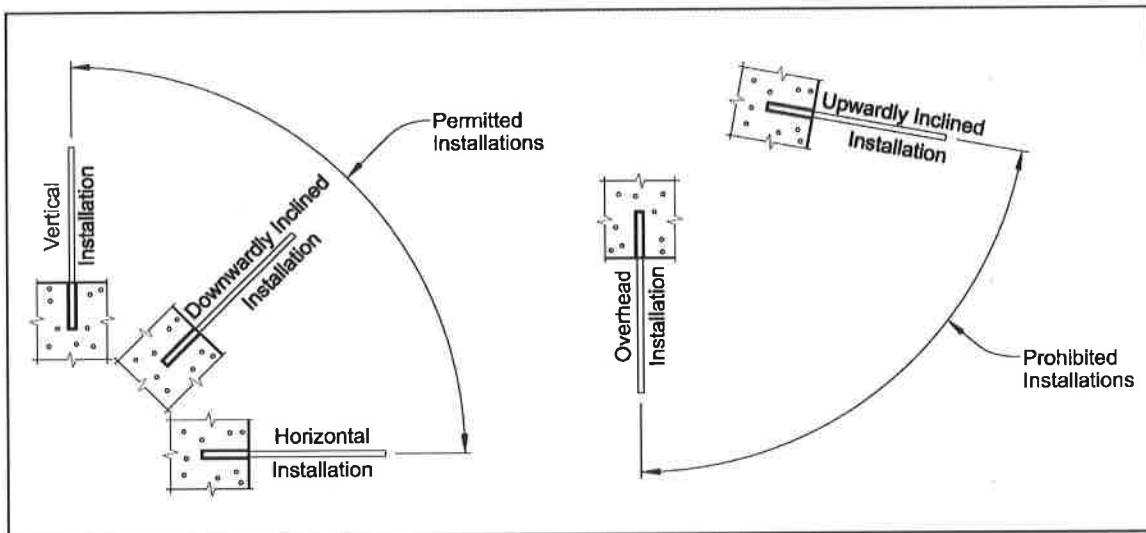 Vertical
Installation
Downwardly Inclined
Installation
Horizontal
Installation
Permitted
Installations
Upwardly Inclined
Installation
Overhead
Installation
Prohibited
Installations